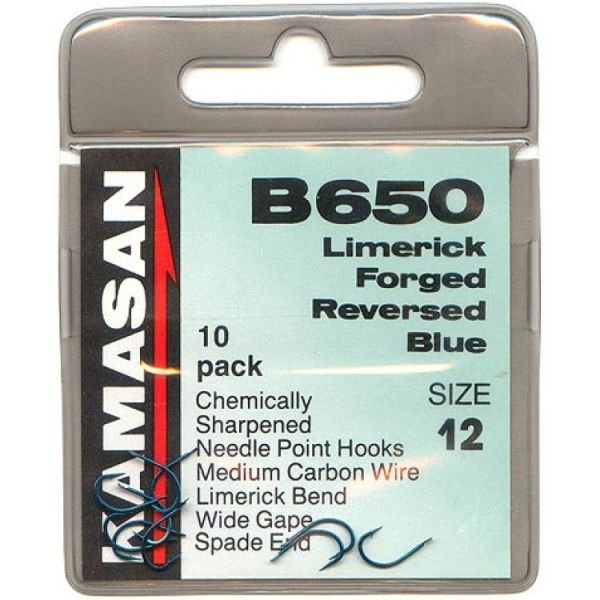 KAMASAN
B650
Limerick
Forged
Reversed
Blue
10
pack
SIZE
12
Chemically
Sharpened
Needle Point Hooks
Medium Carbon Wire
Limerick Bend
Wide Gape
Spade End